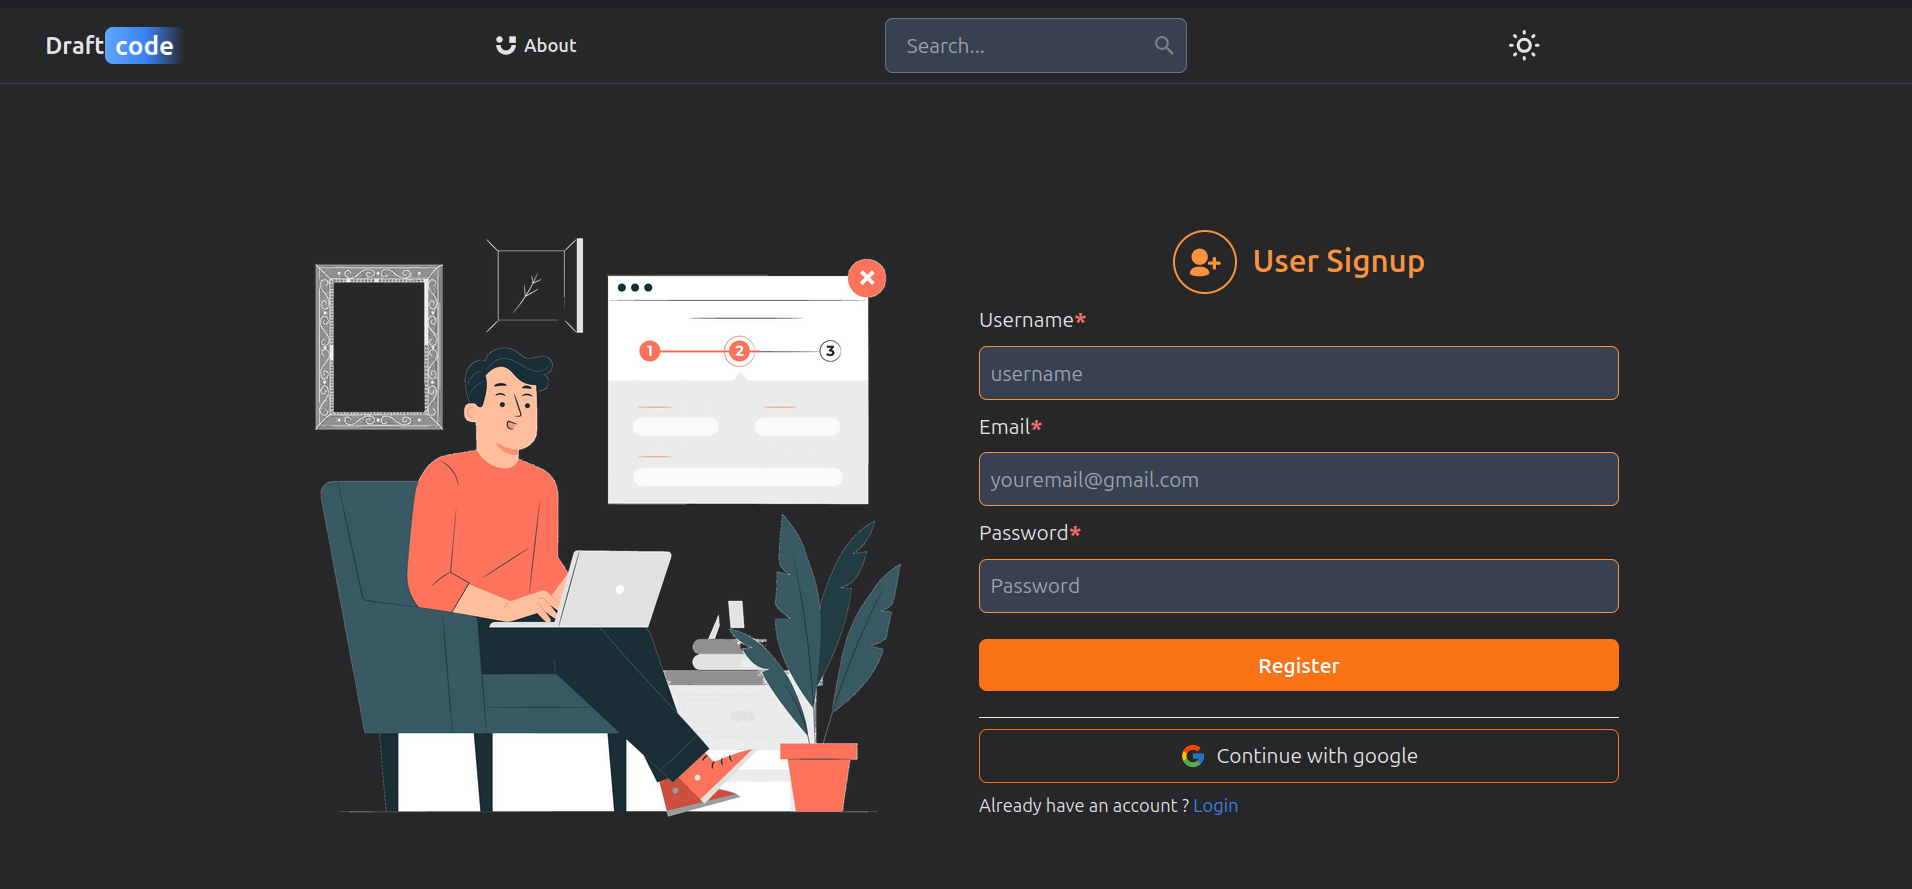 Draft code
About
Search...
1
2
3
User Signup
Username*
username
Email*
youremail@gmail.com
Password*
Password
Register
Continue with google
Already have an account ? Login